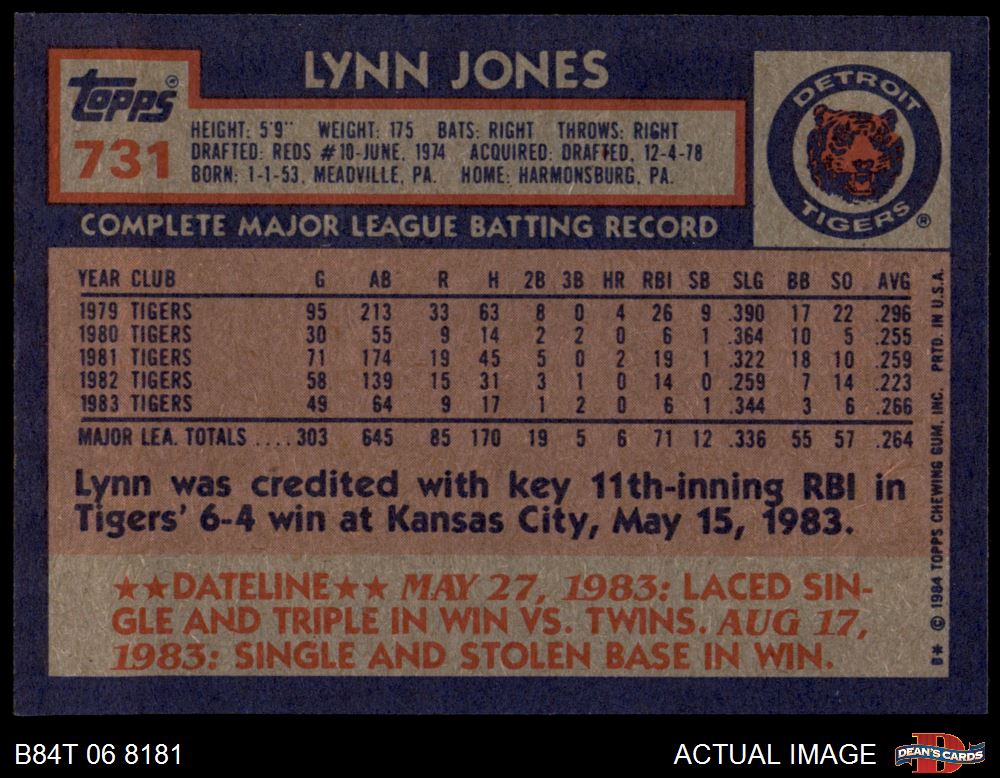 LYNN JONES
Topps®
731
HEIGHT: 5'9" WEIGHT: 175 BATS: RIGHT THROWS: RIGHT
DRAFTED: REDS #10-JUNE, 1974 ACQUIRED: DRAFTED, 12-4-78
BORN: 1-1-53, MEADVILLE, PA. HOME: HARMONSBURG, PA.
DETROIT
TIGERS®
COMPLETE MAJOR LEAGUE BATTING RECORD
YEAR CLUB G AB R H 2B 3B HR RBI SB SLG BB SO AVG
1979 TIGERS 95 213 33 63 8 0 4 26 9 .390 17 22 .296
1980 TIGERS 30 55 9 14 2 2 0 6 1 .364 10 5 .255
1981 TIGERS 71 174 19 45 5 0 2 19 1 .322 18 10 .259
1982 TIGERS 58 139 15 31 3 1 0 14 0 .259 7 14 .223
1983 TIGERS 49 64 9 17 1 2 0 6 1 .344 3 6 .266
MAJOR LEA. TOTALS ....303 645 85 170 19 5 6 71 12 .336 55 57 .264
Lynn was credited with key 11th-inning RBI in
Tigers' 6-4 win at Kansas City, May 15, 1983.
★★DATELINE★★ MAY 27, 1983: LACED SIN-
GLE AND TRIPLE IN WIN VS. TWINS. AUG 17,
1983: SINGLE AND STOLEN BASE IN WIN.
B* © 1984 TOPPS CHEWING GUM, INC. PRTD. IN U.S.A.
B84T 06 8181
ACTUAL IMAGE
DEAN'S CARDS